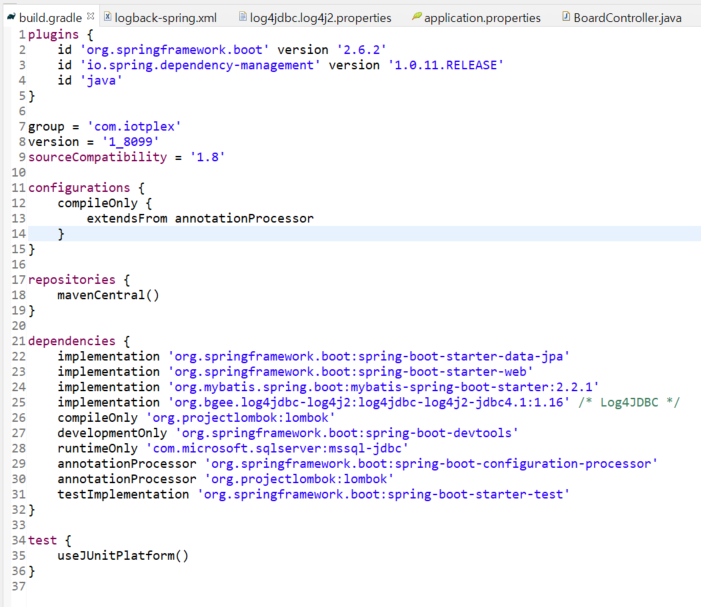 build.gradle logback-spring.xml log4jdbc.log4j2.properties application.properties BoardController.java
1 plugins {
2 id 'org.springframework.boot' version '2.6.2'
3 id 'io.spring.dependency-management' version '1.0.11.RELEASE'
4 id 'java'
5 }
6
7 group = 'com.iotplex'
8 version = '1_8099'
9 sourceCompatibility = '1.8'
10
11 configurations {
12 compileOnly {
13 extendsFrom annotationProcessor
14 }
15 }
16
17 repositories {
18 mavenCentral()
19 }
20
21 dependencies {
22 implementation 'org.springframework.boot:spring-boot-starter-data-jpa'
23 implementation 'org.springframework.boot:spring-boot-starter-web'
24 implementation 'org.mybatis.spring.boot:mybatis-spring-boot-starter:2.2.1'
25 implementation 'org.bgee.log4jdbc-log4j2:log4jdbc-log4j2-jdbc4.1:1.16' /* Log4JDBC */
26 compileOnly 'org.projectlombok:lombok'
27 developmentOnly 'org.springframework.boot:spring-boot-devtools'
28 runtimeOnly 'com.microsoft.sqlserver:mssql-jdbc'
29 annotationProcessor 'org.springframework.boot:spring-boot-configuration-processor'
30 annotationProcessor 'org.projectlombok:lombok'
31 testImplementation 'org.springframework.boot:spring-boot-starter-test'
32 }
33
34 test {
35 useJUnitPlatform()
36 }
37